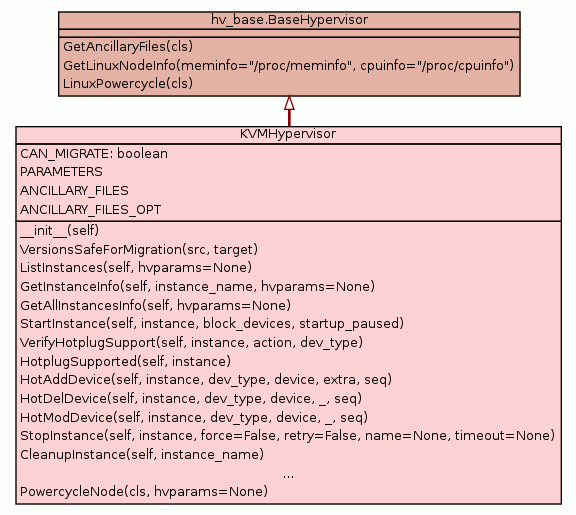 hv_base.BaseHypervisor
GetAncillaryFiles(cls)
GetLinuxNodeInfo(meminfo="/proc/meminfo", cpuinfo="/proc/cpuinfo")
LinuxPowercycle(cls)
KVMHypervisor
CAN_MIGRATE: boolean
PARAMETERS
ANCILLARY_FILES
ANCILLARY_FILES_OPT
__init__(self)
VersionsSafeForMigration(src, target)
ListInstances(self, hvparams=None)
GetInstanceInfo(self, instance_name, hvparams=None)
GetAllInstancesInfo(self, hvparams=None)
StartInstance(self, instance, block_devices, startup_paused)
VerifyHotplugSupport(self, instance, action, dev_type)
HotplugSupported(self, instance)
HotAddDevice(self, instance, dev_type, device, extra, seq)
HotDelDevice(self, instance, dev_type, device, _, seq)
HotModDevice(self, instance, dev_type, device, _, seq)
StopInstance(self, instance, force=False, retry=False, name=None, timeout=None)
CleanupInstance(self, instance_name)
...
PowercycleNode(cls, hvparams=None)